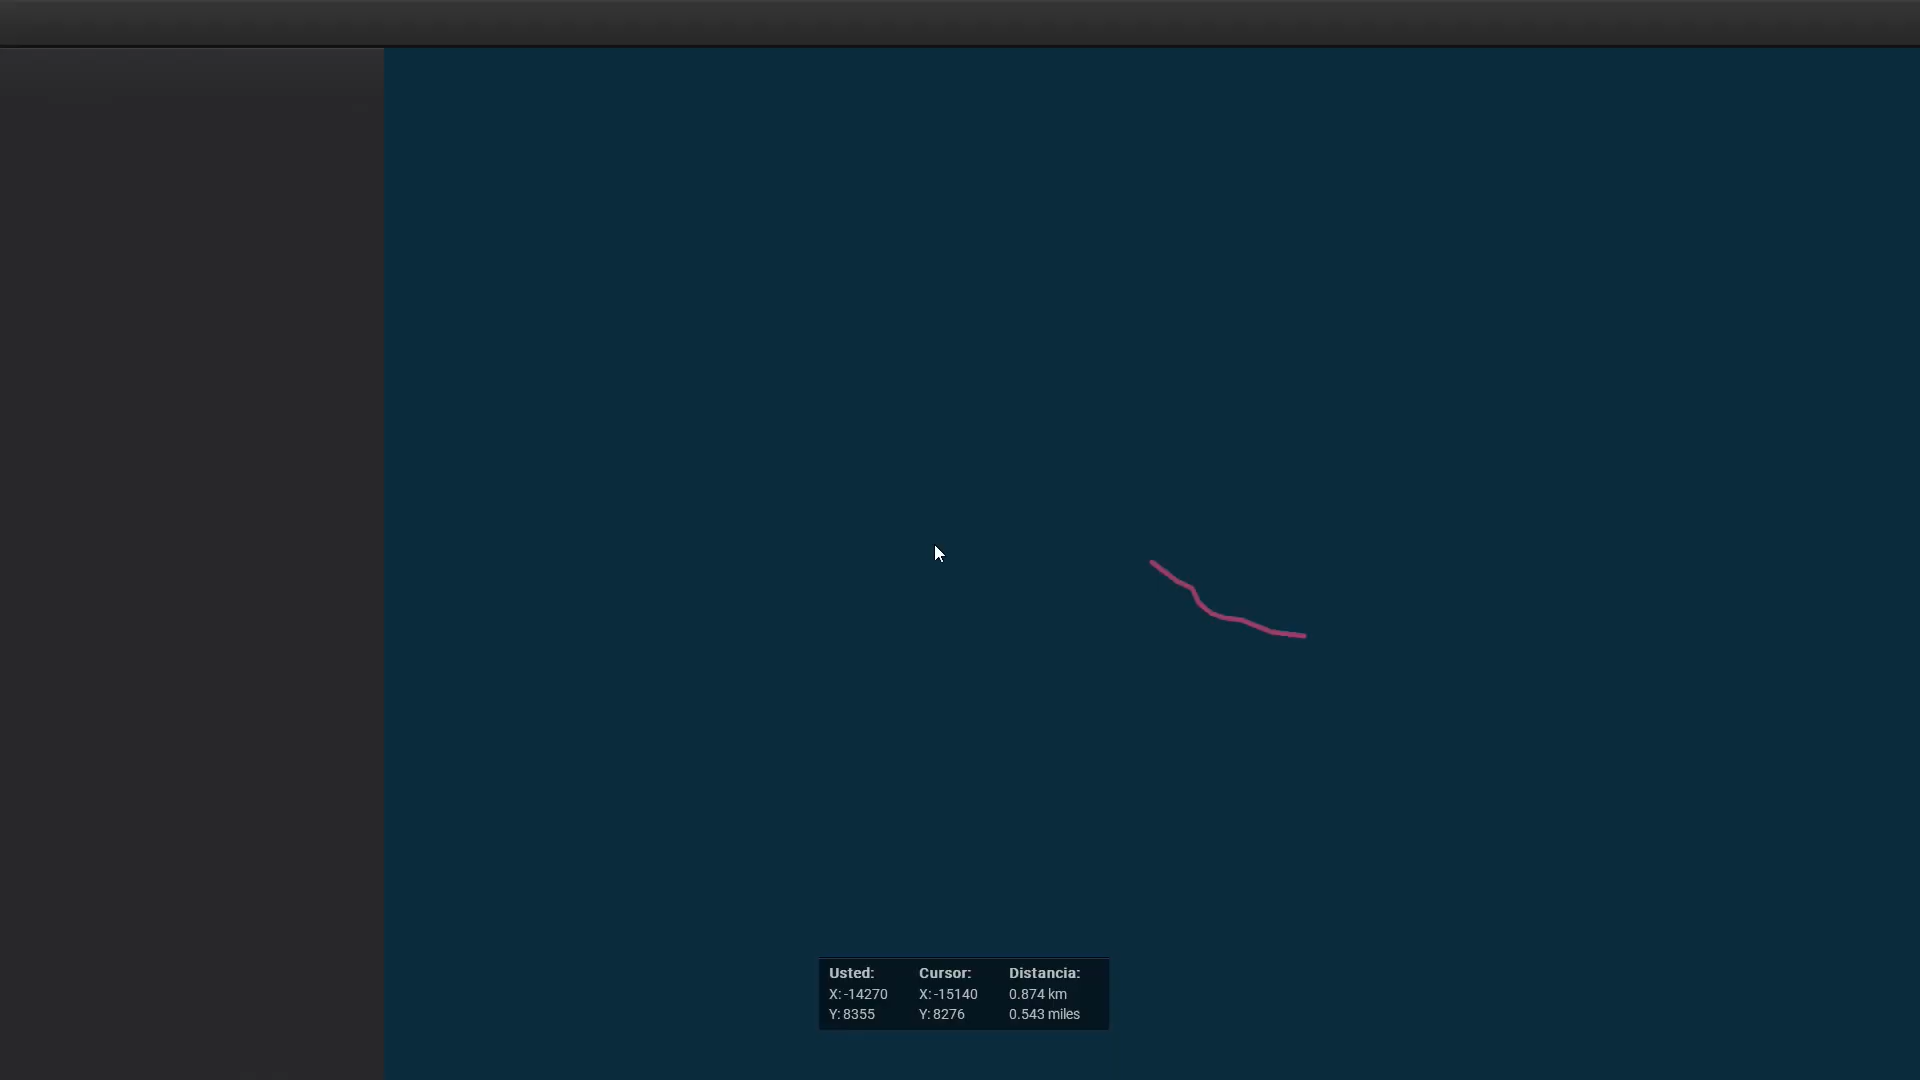 Usted: Cursor: Distancia:
X: -14270 X: -15140 0.874 km
Y: 8355 Y: 8276 0.543 miles